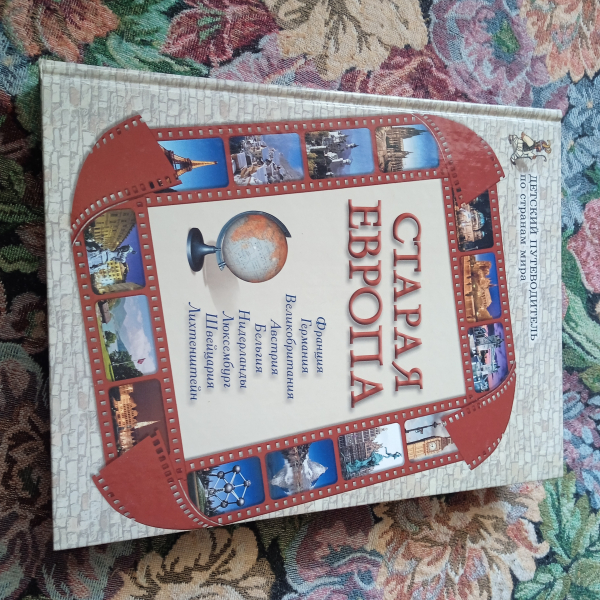 ДЕТСКИЙ ПУТЕВОДИТЕЛЬ
по странам мира
СТАРАЯ
ЕВРОПА
Франция
Германия
Великобритания
Австрия
Бельгия
Нидерланды
Люксембург
Швейцария
Лихтенштейн